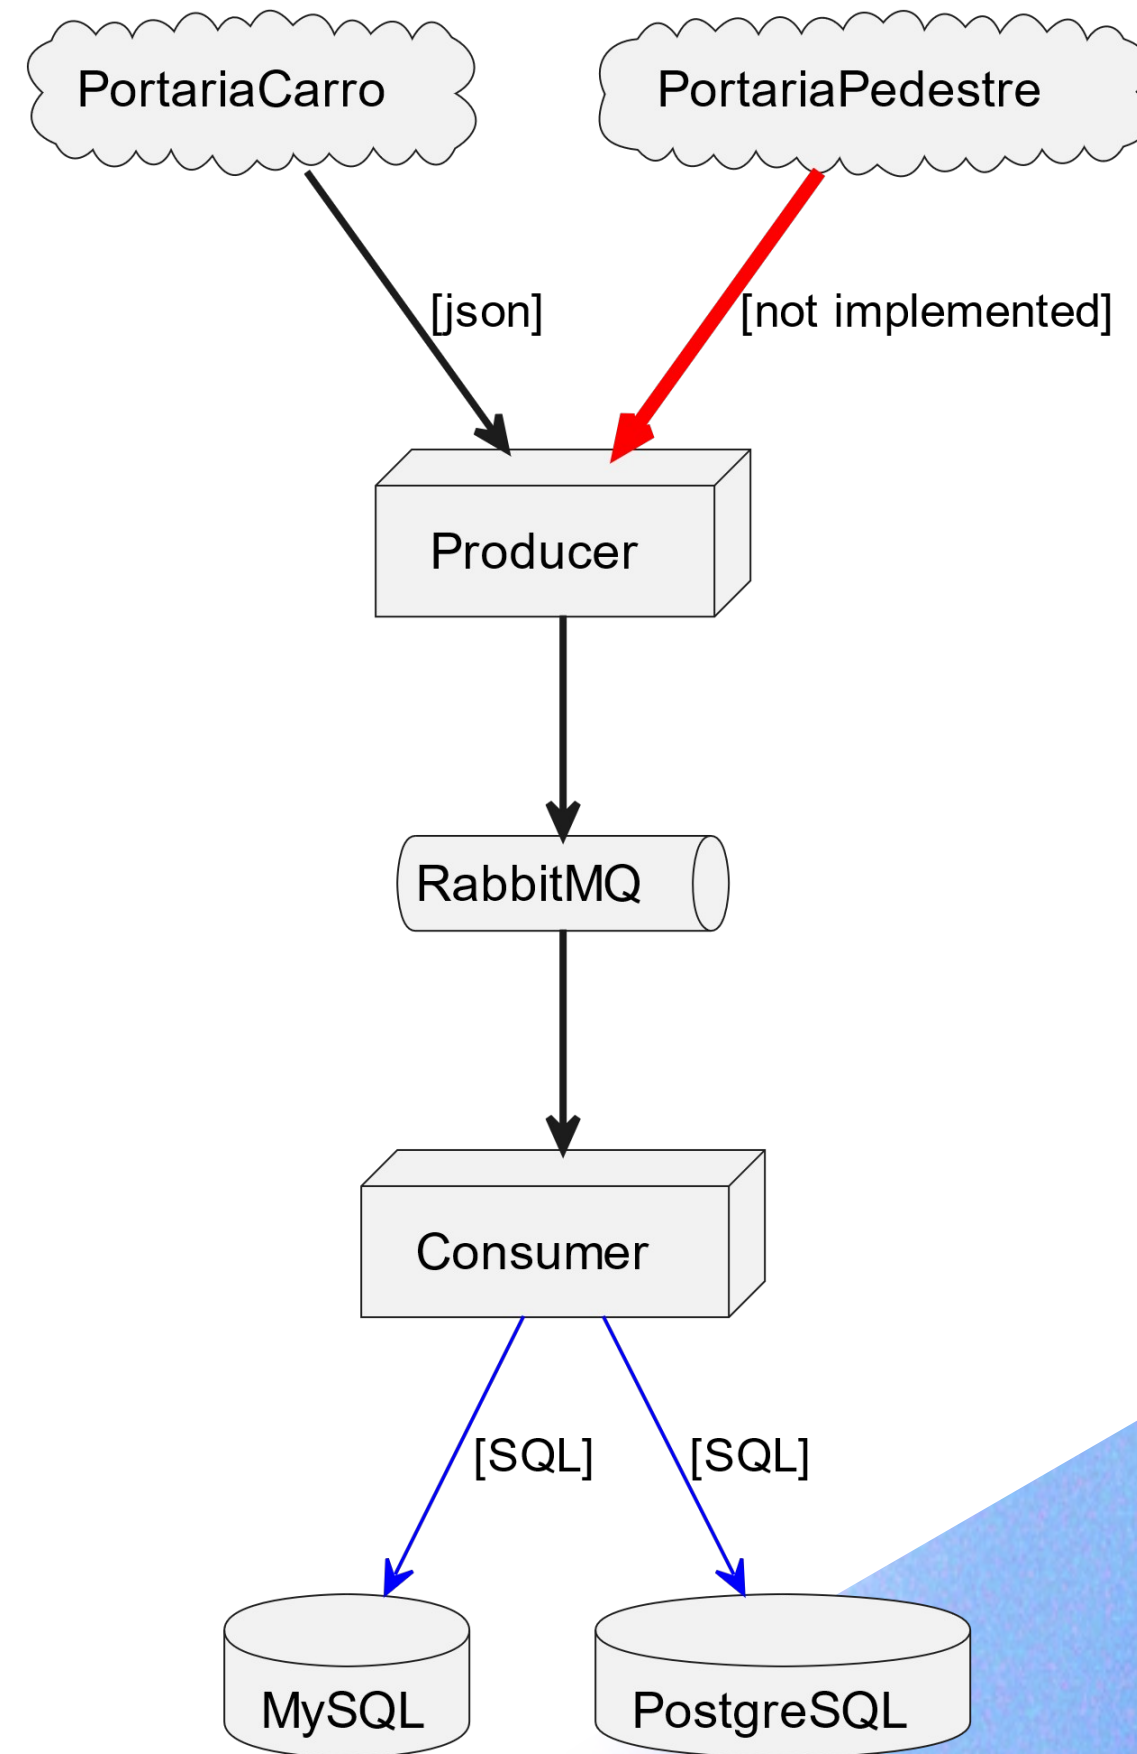 PortariaCarro
PortariaPedestre
[json]
[not implemented]
Producer
RabbitMQ
Consumer
[SQL]
[SQL]
MySQL
PostgreSQL